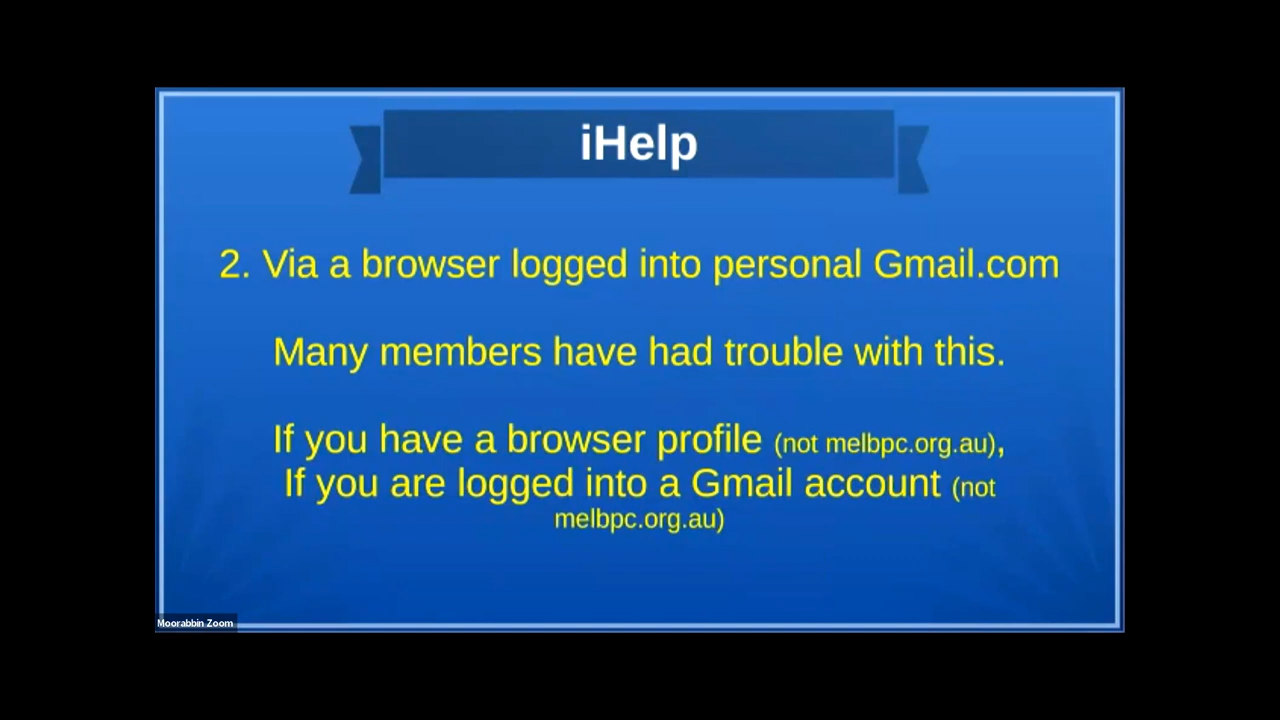 iHelp
2. Via a browser logged into personal Gmail.com
Many members have had trouble with this.
If you have a browser profile (not melbpc.org.au),
If you are logged into a Gmail account (not
melbpc.org.au)
Moorabbin Zoom